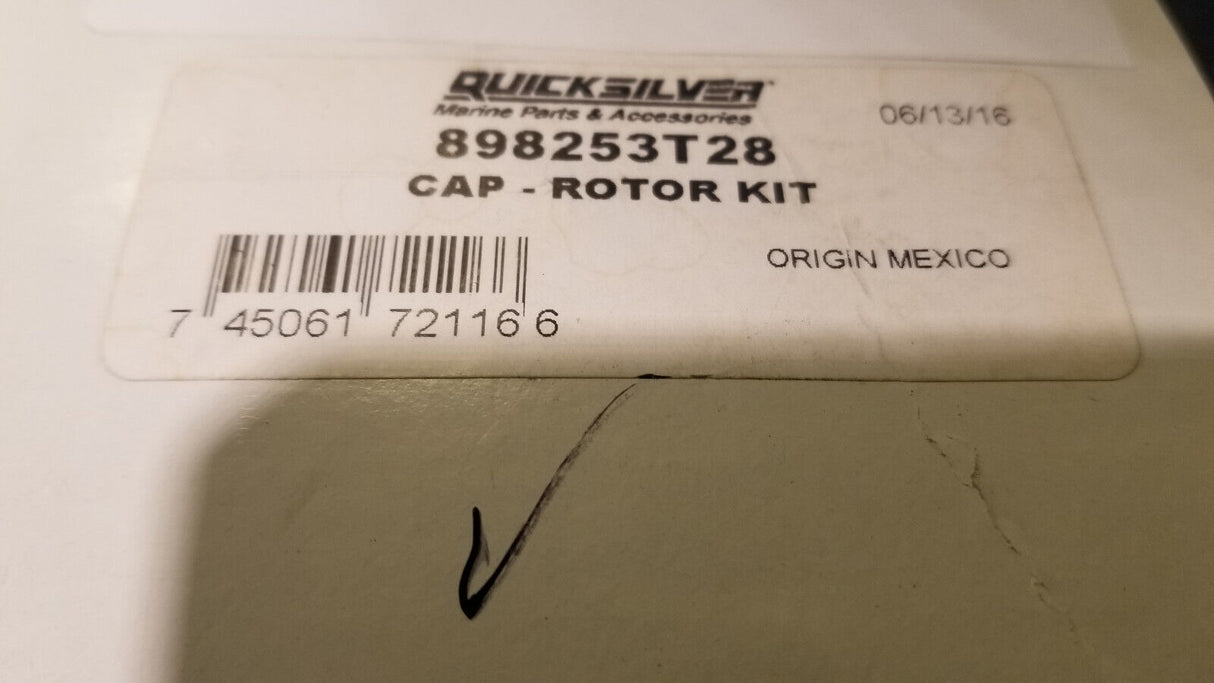 QUICKSILVER
Marine Parts & Accessories
06/13/16
898253T28
CAP - ROTOR KIT
ORIGIN MEXICO
7 45061 72116 6